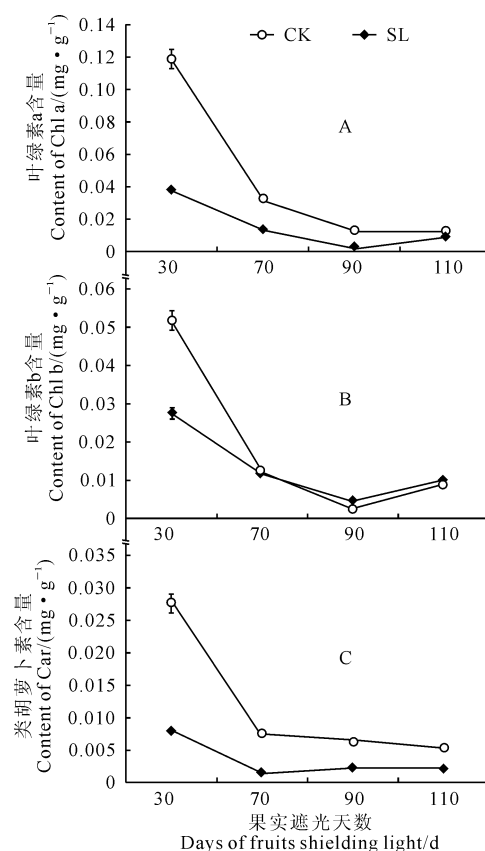 CK SL
叶绿素a含量
Content of Chl a/(mg·g⁻¹)
0.14
0.12
0.10
0.08
0.06
0.04
0.02
0
A
30 70 90 110
叶绿素b含量
Content of Chl b/(mg·g⁻¹)
0.06
0.05
0.04
0.03
0.02
0.01
0
B
30 70 90 110
类胡萝卜素含量
Content of Car/(mg·g⁻¹)
0.035
0.030
0.025
0.020
0.015
0.010
0.005
0
C
30 70 90 110
果实遮光天数
Days of fruits shielding light/d